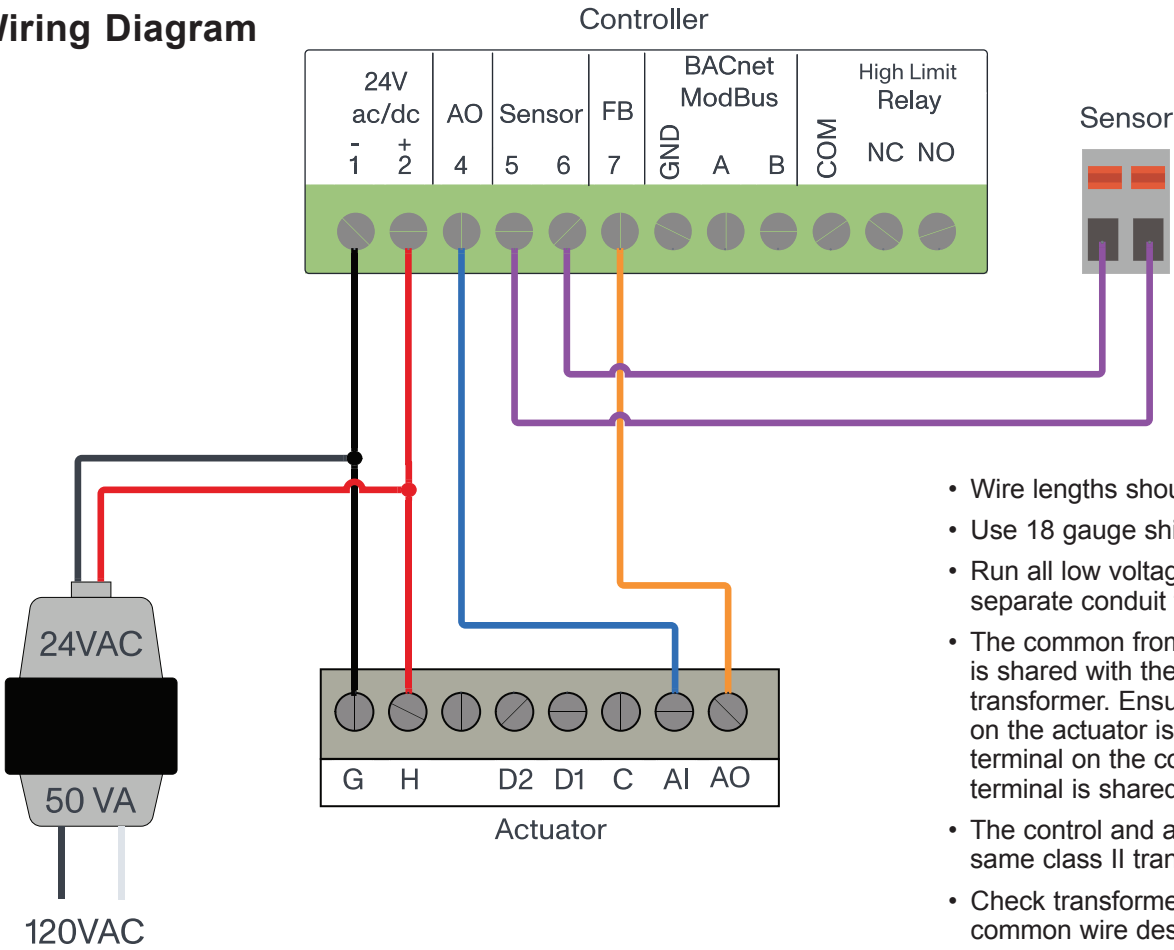 Wiring Diagram
Controller
24V
ac/dc
- +
1 2
AO
4
Sensor
5 6
FB
7
BACnet
ModBus
GND A B
COM
High Limit
Relay
NC NO
Sensor
24VAC
50 VA
120VAC
G H D2 D1 C AI AO
Actuator
• Wire lengths shou
• Use 18 gauge shi
• Run all low voltag
separate conduit
• The common from
is shared with the
transformer. Ensu
on the actuator is
terminal on the co
terminal is shared
• The control and a
same class II tran
• Check transforme
common wire des